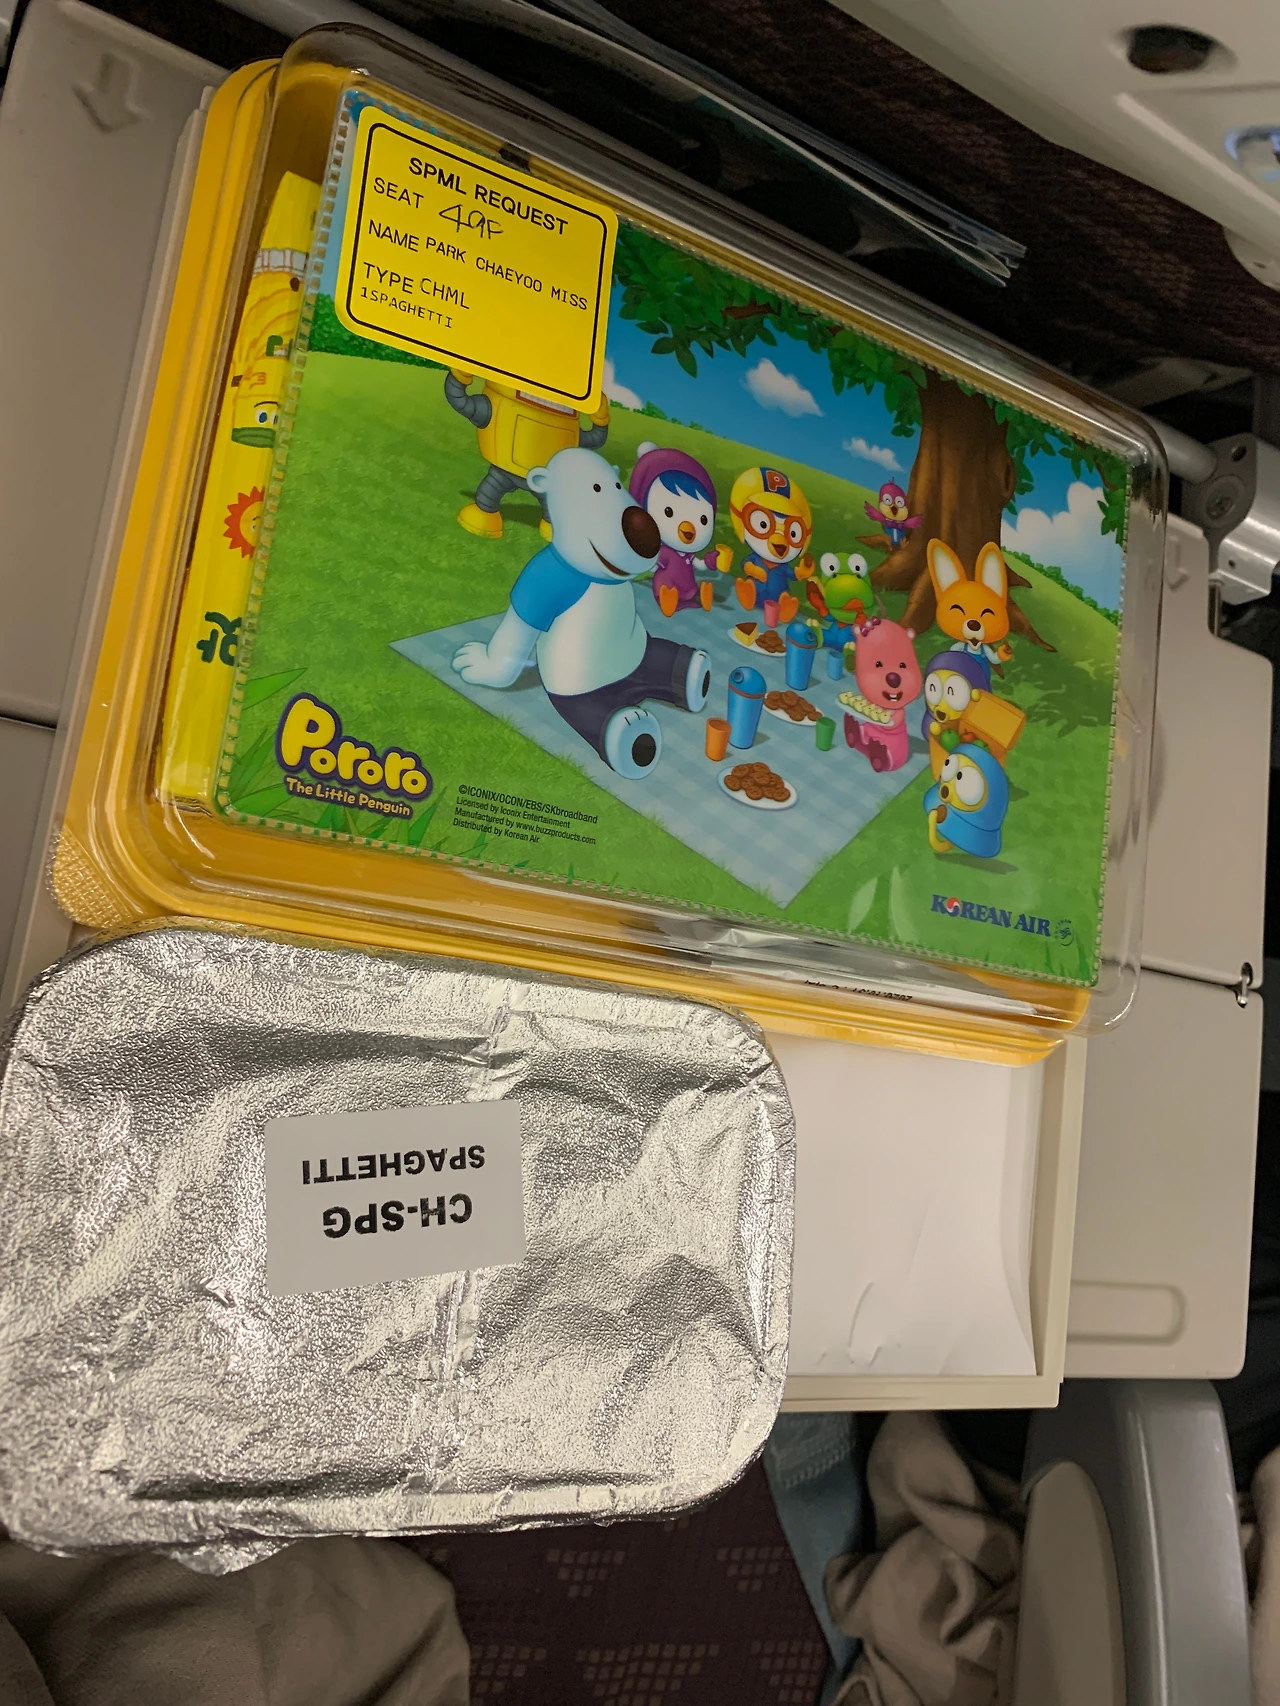 SPML REQUEST
SEAT 49F
NAME PARK CHAEYOO MISS
TYPE CHML
1SPAGHETTI
P
Pororo
The Little Penguin
©ICONIX/OCON/EBS/SKbroadband
Licensed by Iconix Entertainment
Manufactured by www.buzzproducts.com
Distributed by Korean Air
KOREAN AIR
CH-SPG
SPAGHETTI